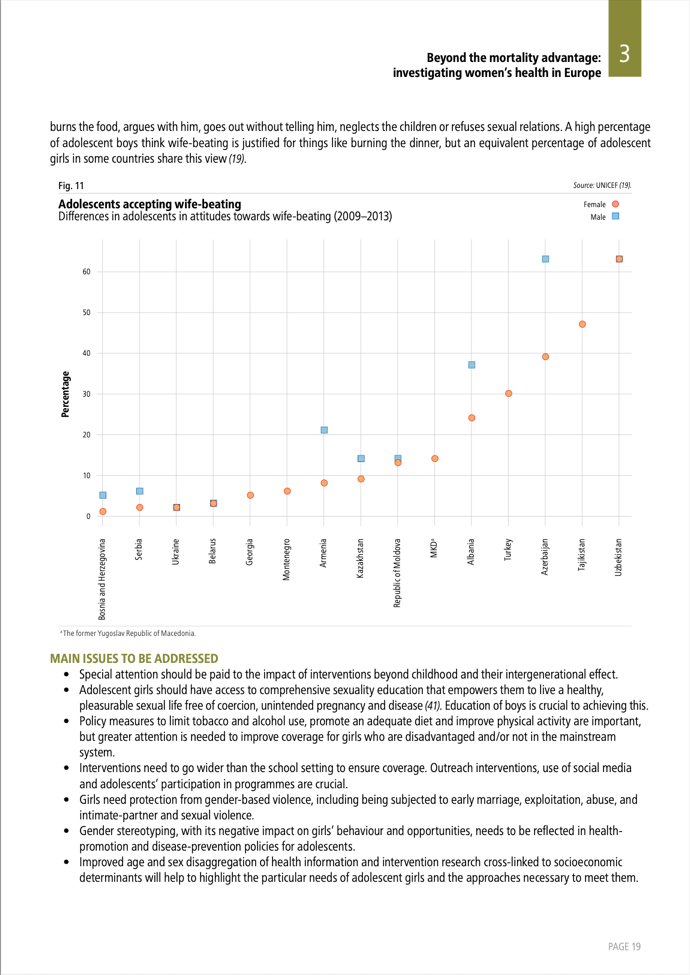 Beyond the mortality advantage:
investigating women's health in Europe
3
burns the food, argues with him, goes out without telling him, neglects the children or refuses sexual relations. A high percentage
of adolescent boys think wife-beating is justified for things like burning the dinner, but an equivalent percentage of adolescent
girls in some countries share this view (19).
Fig. 11
Source: UNICEF (19).
Adolescents accepting wife-beating
Differences in adolescents in attitudes towards wife-beating (2009–2013)
Female
Male
Percentage
60
50
40
30
20
10
0
Bosnia and Herzegovina
Serbia
Ukraine
Belarus
Georgia
Montenegro
Armenia
Kazakhstan
Republic of Moldova
MKDᵃ
Albania
Turkey
Azerbaijan
Tajikistan
Uzbekistan
ᵃ The former Yugoslav Republic of Macedonia.
MAIN ISSUES TO BE ADDRESSED
• Special attention should be paid to the impact of interventions beyond childhood and their intergenerational effect.
• Adolescent girls should have access to comprehensive sexuality education that empowers them to live a healthy,
pleasurable sexual life free of coercion, unintended pregnancy and disease (41). Education of boys is crucial to achieving this.
• Policy measures to limit tobacco and alcohol use, promote an adequate diet and improve physical activity are important,
but greater attention is needed to improve coverage for girls who are disadvantaged and/or not in the mainstream
system.
• Interventions need to go wider than the school setting to ensure coverage. Outreach interventions, use of social media
and adolescents' participation in programmes are crucial.
• Girls need protection from gender-based violence, including being subjected to early marriage, exploitation, abuse, and
intimate-partner and sexual violence.
• Gender stereotyping, with its negative impact on girls' behaviour and opportunities, needs to be reflected in health-
promotion and disease-prevention policies for adolescents.
• Improved age and sex disaggregation of health information and intervention research cross-linked to socioeconomic
determinants will help to highlight the particular needs of adolescent girls and the approaches necessary to meet them.
PAGE 19